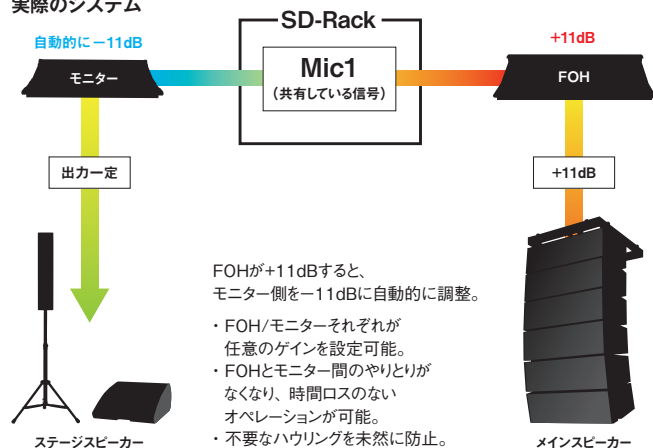 実際のシステム
自動的に－11dB
モニター
SD-Rack
Mic1
（共有している信号）
+11dB
FOH
出力一定
+11dB
FOHが+11dBすると、
モニター側を－11dBに自動的に調整。
・FOH/モニターそれぞれが
任意のゲインを設定可能。
・FOHとモニター間のやりとりが
なくなり、時間ロスのない
オペレーションが可能。
・不要なハウリングを未然に防止。
ステージスピーカー
メインスピーカー